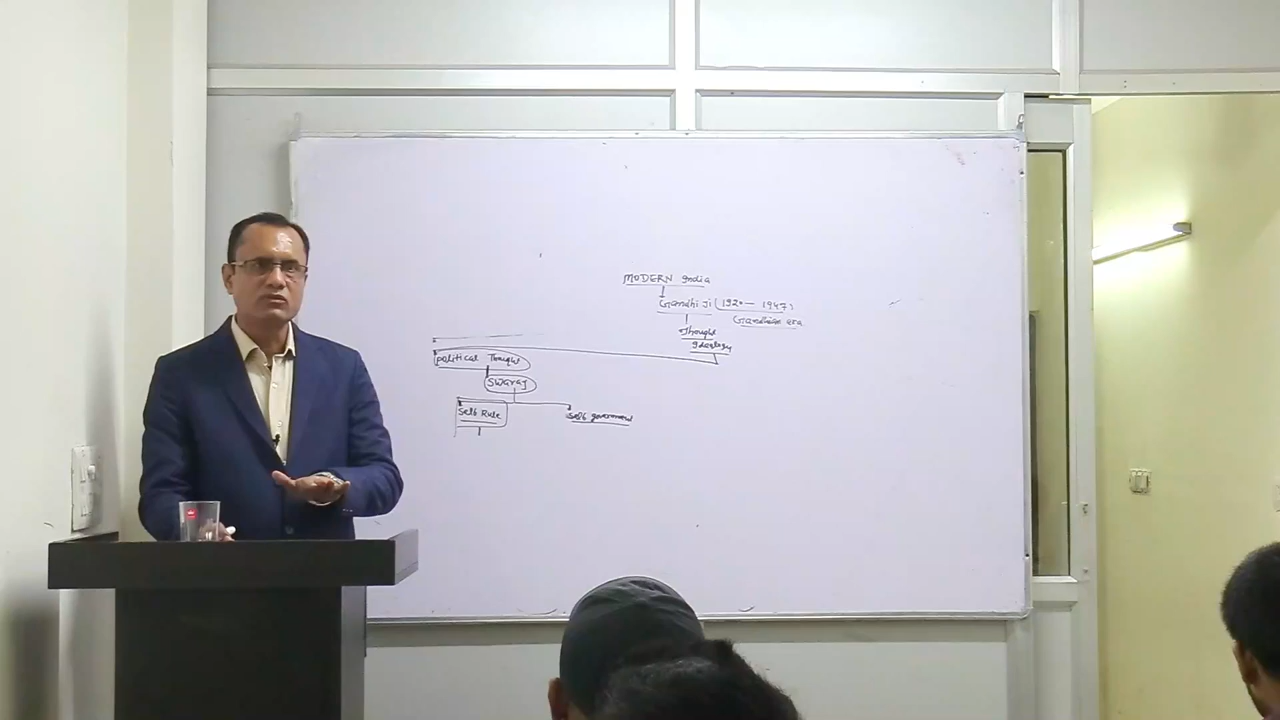 MODERN India
Gandhi Ji (1920 — 1947)
Gandhian era
Thought
Ideology
Political Thought
SWARAJ
Self Rule
Self government